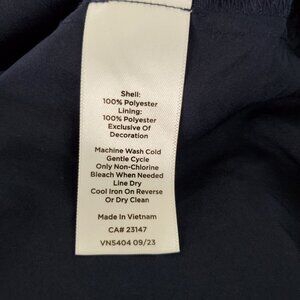 Shell:
100% Polyester
Lining:
100% Polyester
Exclusive Of
Decoration
Machine Wash Cold
Gentle Cycle
Only Non-Chlorine
Bleach When Needed
Line Dry
Cool Iron On Reverse
Or Dry Clean
Made In Vietnam
CA# 23147
VN5404 09/23